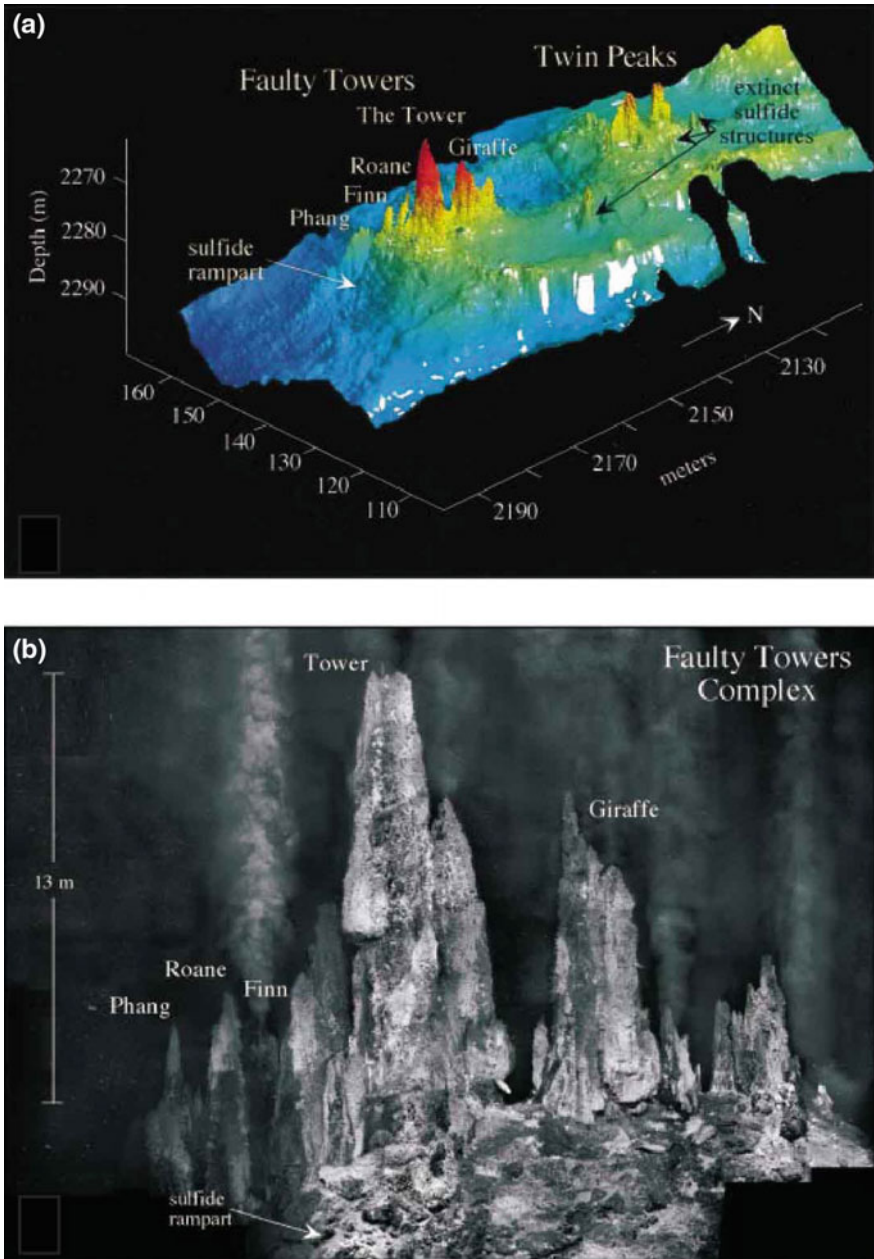 (a)
Twin Peaks
Faulty Towers
extinct
sulfide
structures
The Tower
Giraffe
Roane
Finn
Phang
sulfide
rampart
Depth (m)
2270
2280
2290
N
160
150
140
130
120
110
2130
2150
2170
2190
meters
(b)
Tower
Faulty Towers
Complex
Giraffe
13 m
Roane
Finn
Phang
sulfide
rampart